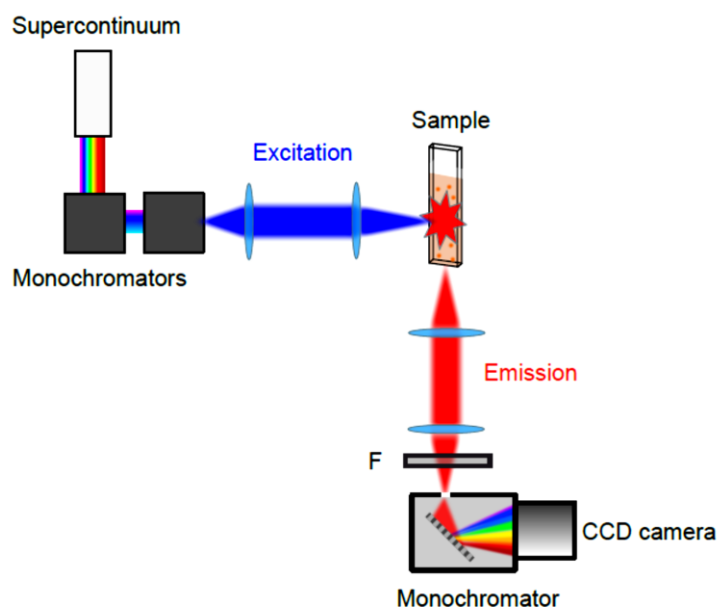 Supercontinuum
Sample
Excitation
Monochromators
Emission
F
CCD camera
Monochromator